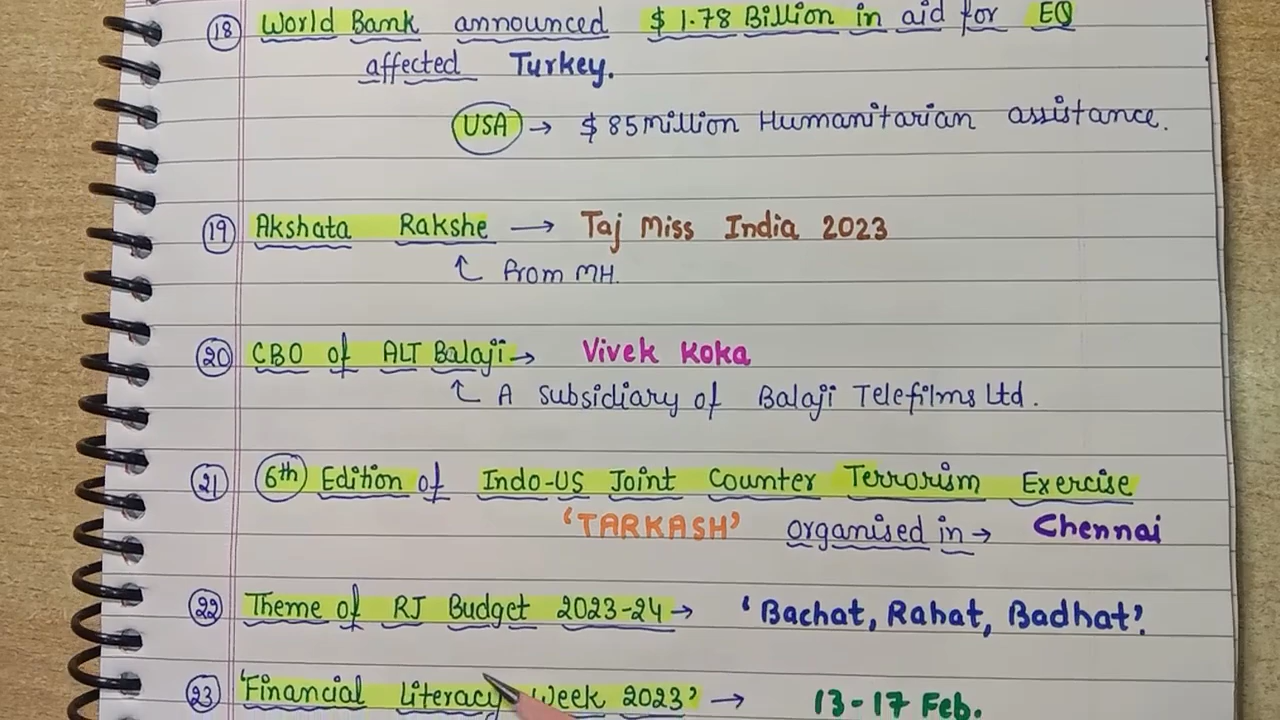 18 World Bank announced $ 1.78 Billion in aid for EQ
affected Turkey.
USA → $ 85 million Humanitarian assistance.
19 Akshata Rakshe → Taj Miss India 2023
from MH.
20 CBO of ALT Balaji → Vivek Koka
A subsidiary of Balaji Telefilms Ltd.
21 6th Edition of Indo-US Joint Counter Terrorism Exercise
'TARKASH' organised in → Chennai
22 Theme of RJ Budget 2023-24 → 'Bachat, Rahat, Badhat'.
23 'Financial Literacy Week 2023' → 13-17 Feb.